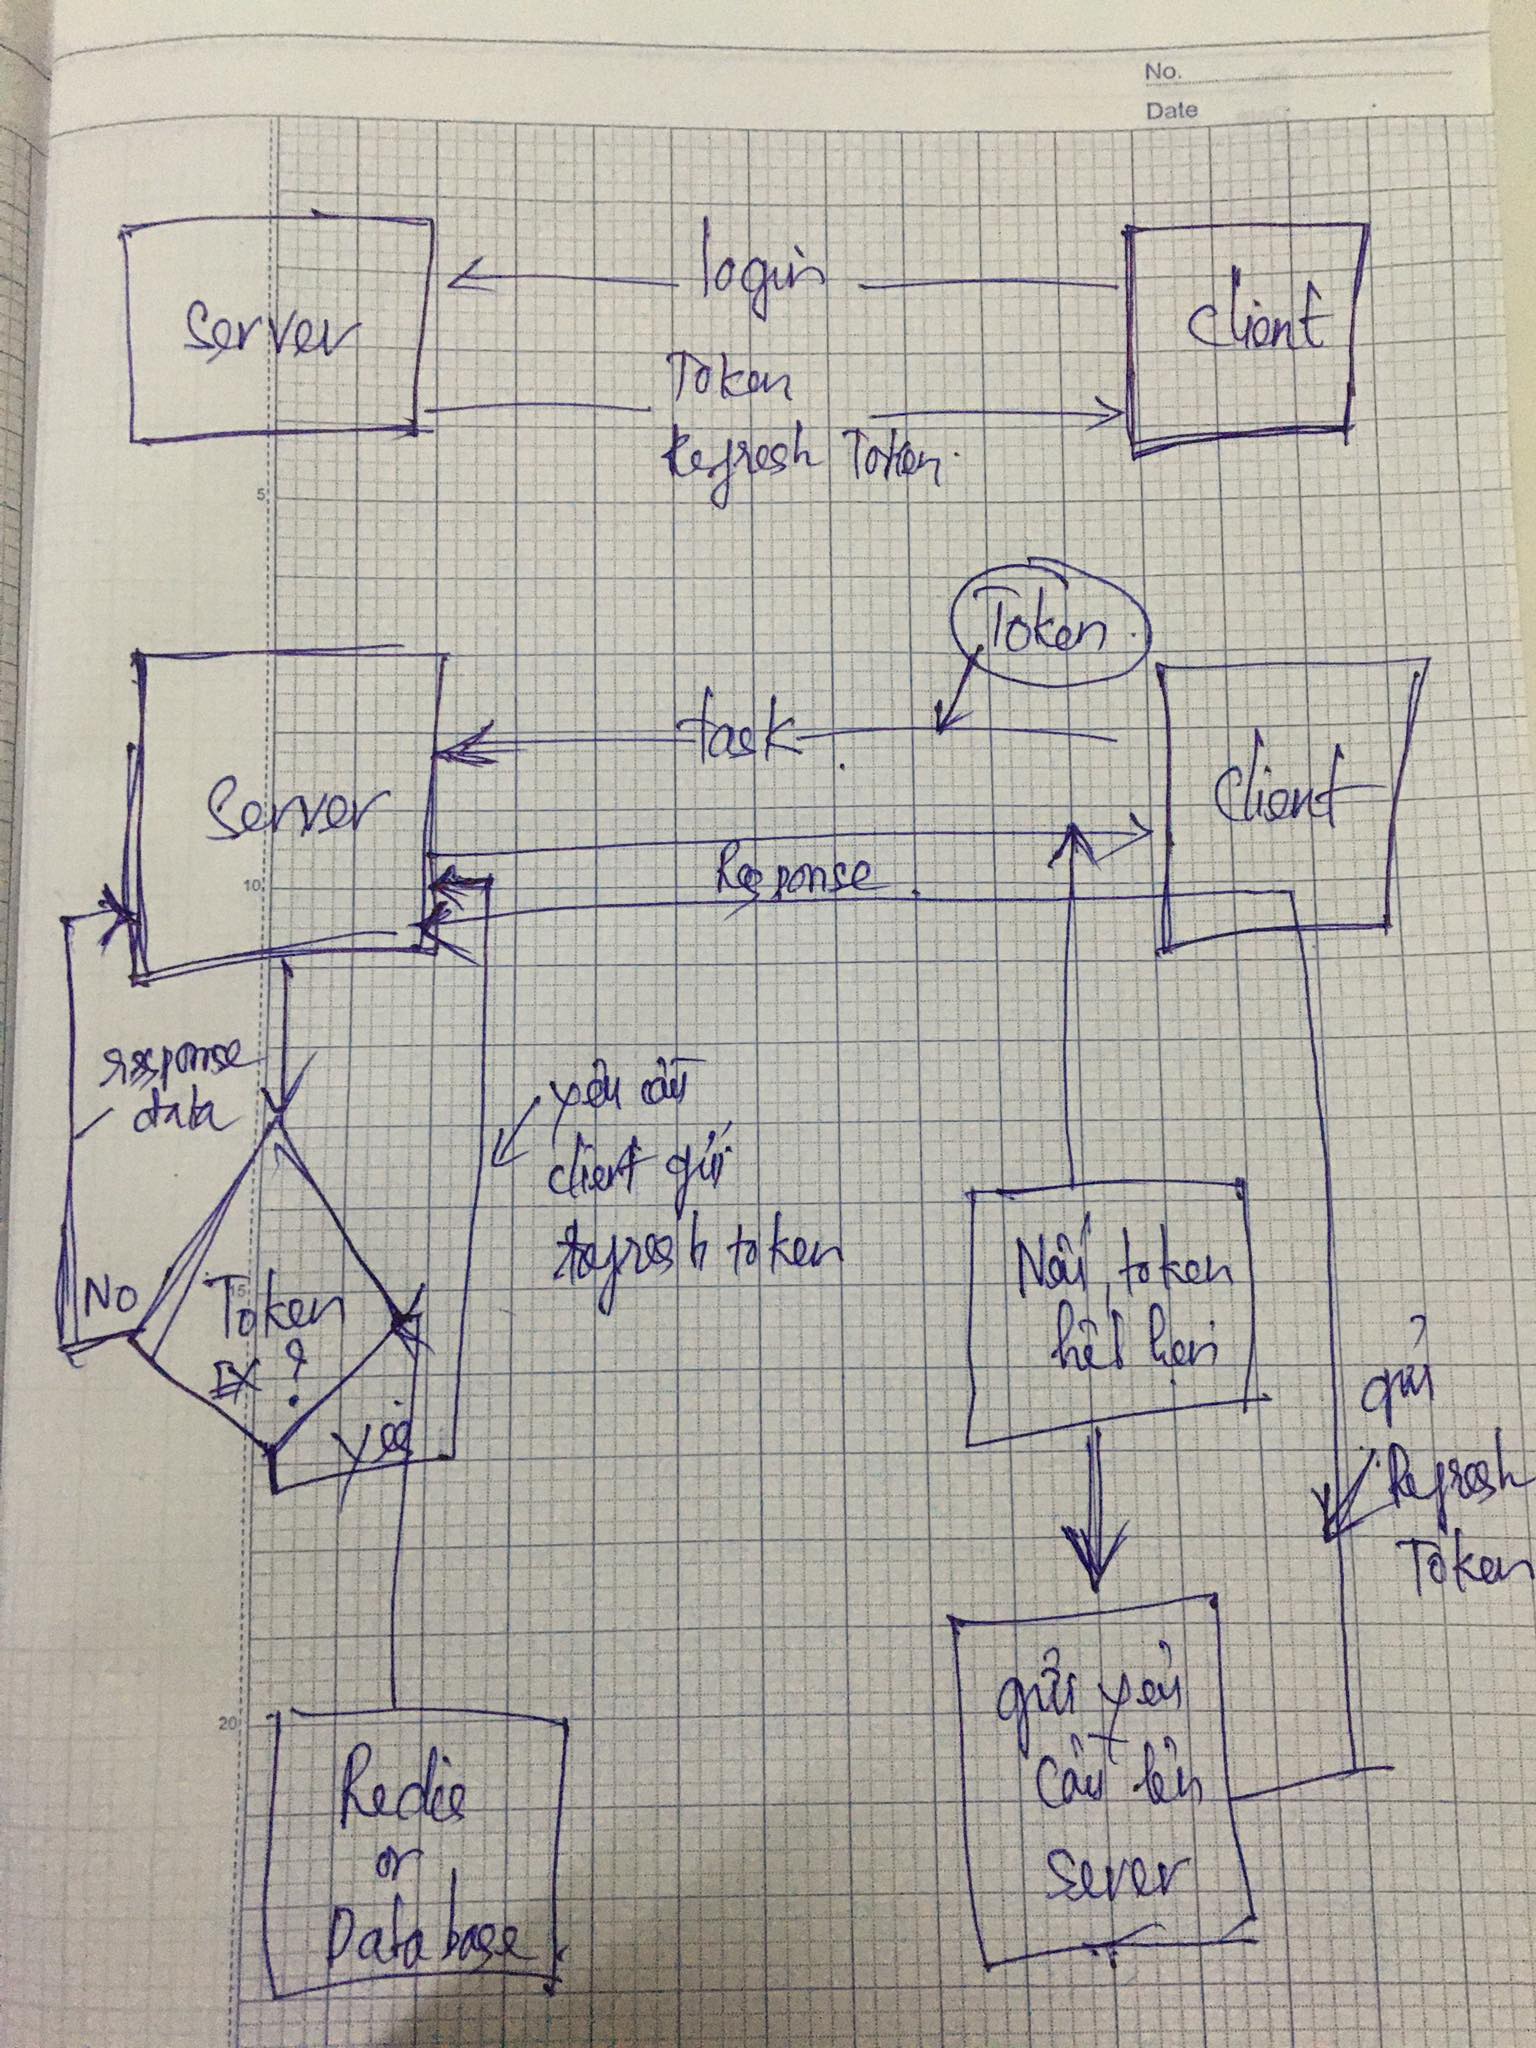 No.
Date
login
Server
Client
Token
Refresh Token.
5
Token
task
Server
Client
Response
10
response
data
yêu cầu
client gửi
refresh token
No
15
Token
EX ?
yes
Nếu token
hết hạn
gửi
Refresh
Token
20
Redis
or
Database
gửi yêu
cầu lên
Server